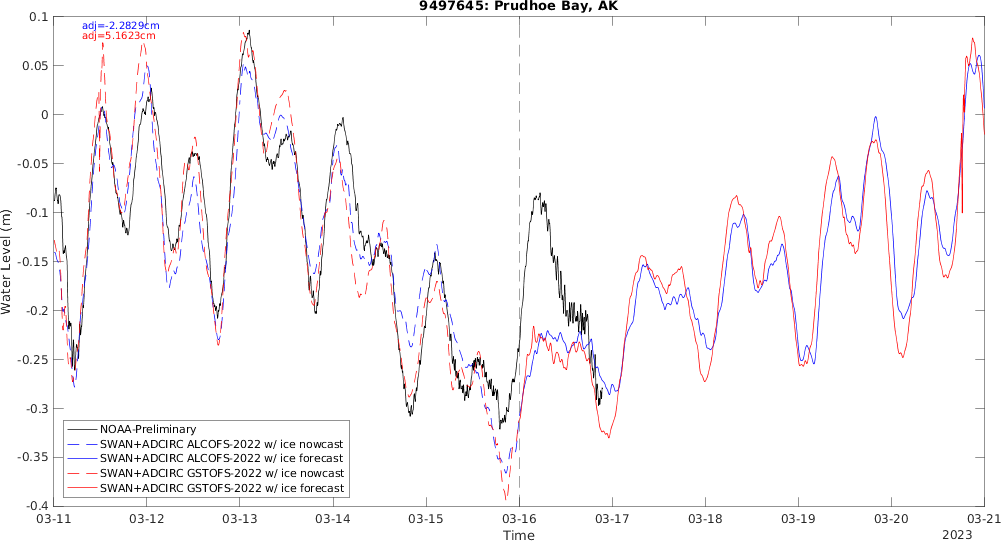 9497645: Prudhoe Bay, AK
adj=-2.2829cm
adj=5.1623cm
0.1
0.05
0
-0.05
-0.1
-0.15
-0.2
-0.25
-0.3
-0.35
-0.4
Water Level (m)
NOAA-Preliminary
SWAN+ADCIRC ALCOFS-2022 w/ ice nowcast
SWAN+ADCIRC ALCOFS-2022 w/ ice forecast
SWAN+ADCIRC GSTOFS-2022 w/ ice nowcast
SWAN+ADCIRC GSTOFS-2022 w/ ice forecast
03-11 03-12 03-13 03-14 03-15 03-16 03-17 03-18 03-19 03-20 03-21
Time
2023